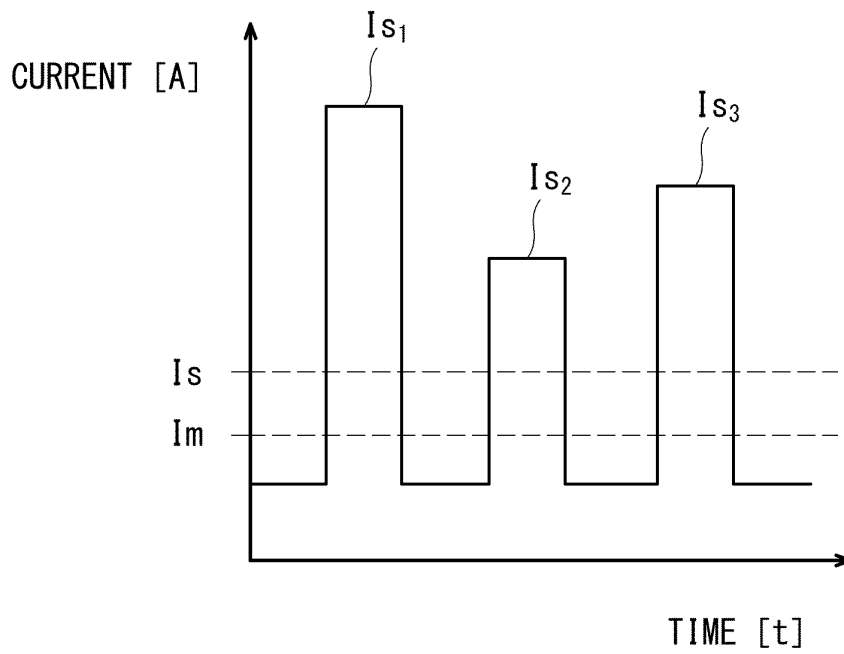 Is₁
CURRENT [A]
Is₃
Is₂
Is
Im
TIME [t]